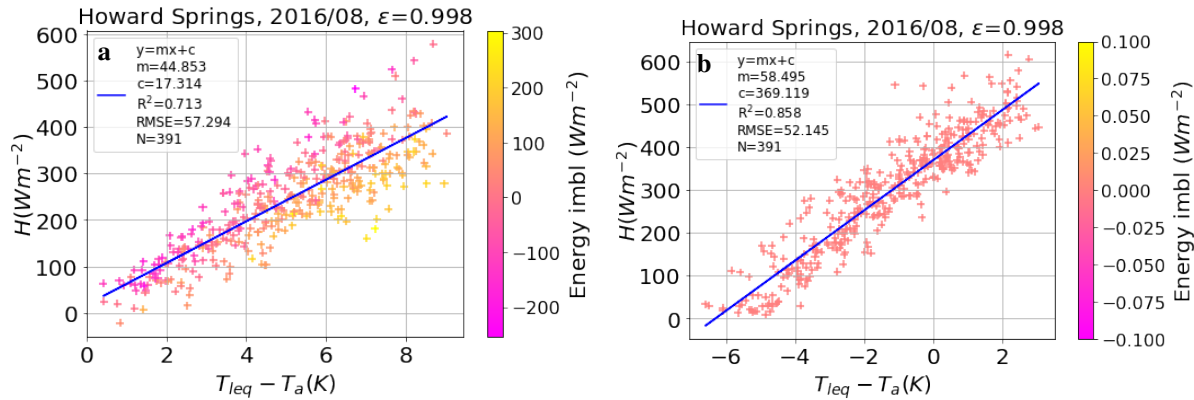 Howard Springs, 2016/08, ε=0.998
a
y=mx+c
m=44.853
c=17.314
R²=0.713
RMSE=57.294
N=391
H(Wm⁻²)
600
500
400
300
200
100
0
0 2 4 6 8
T_leq − T_a(K)
300
200
100
0
−100
−200
Energy imbl (Wm⁻²)
Howard Springs, 2016/08, ε=0.998
b
y=mx+c
m=58.495
c=369.119
R²=0.858
RMSE=52.145
N=391
H(Wm⁻²)
600
500
400
300
200
100
0
−6 −4 −2 0 2
T_leq − T_a(K)
0.100
0.075
0.050
0.025
0.000
−0.025
−0.050
−0.075
−0.100
Energy imbl (Wm⁻²)